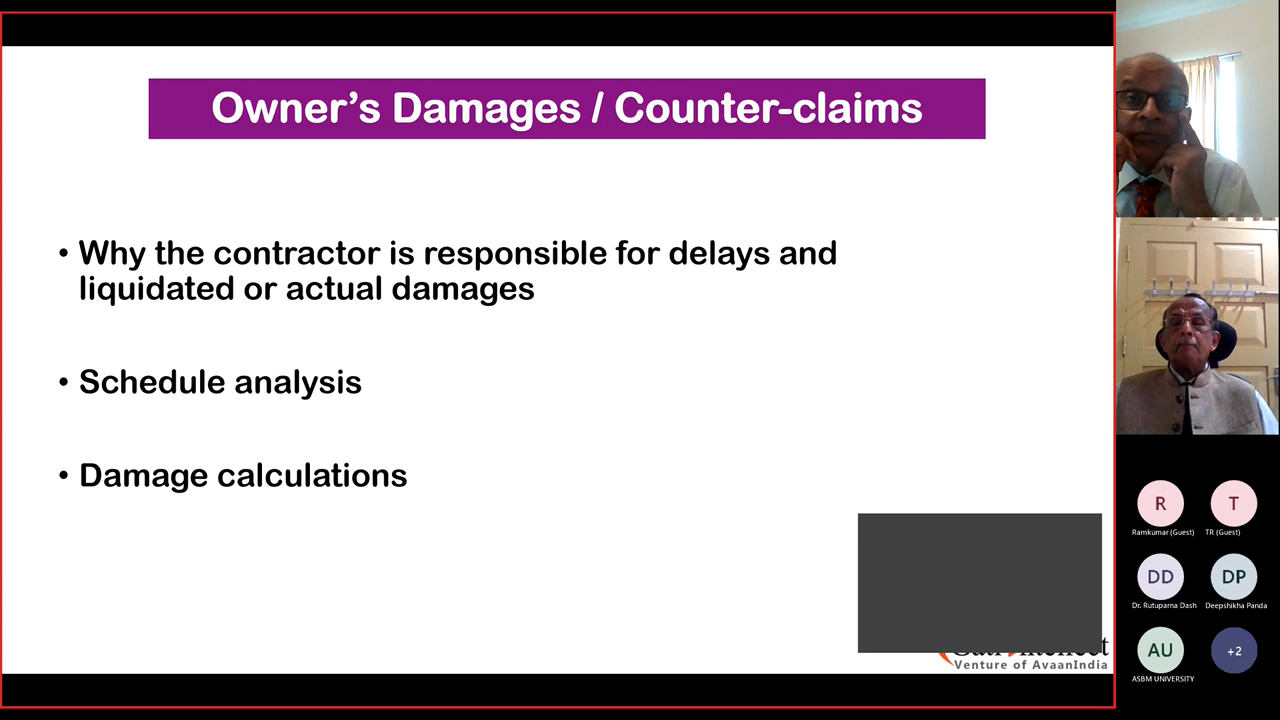 Owner’s Damages / Counter-claims
• Why the contractor is responsible for delays and
liquidated or actual damages
• Schedule analysis
• Damage calculations
Venture of AvaanIndia
R
T
Ramkumar (Guest)
TR (Guest)
DD
DP
Dr. Rutuparna Dash
Deepshikha Panda
AU
+2
ASBM UNIVERSITY